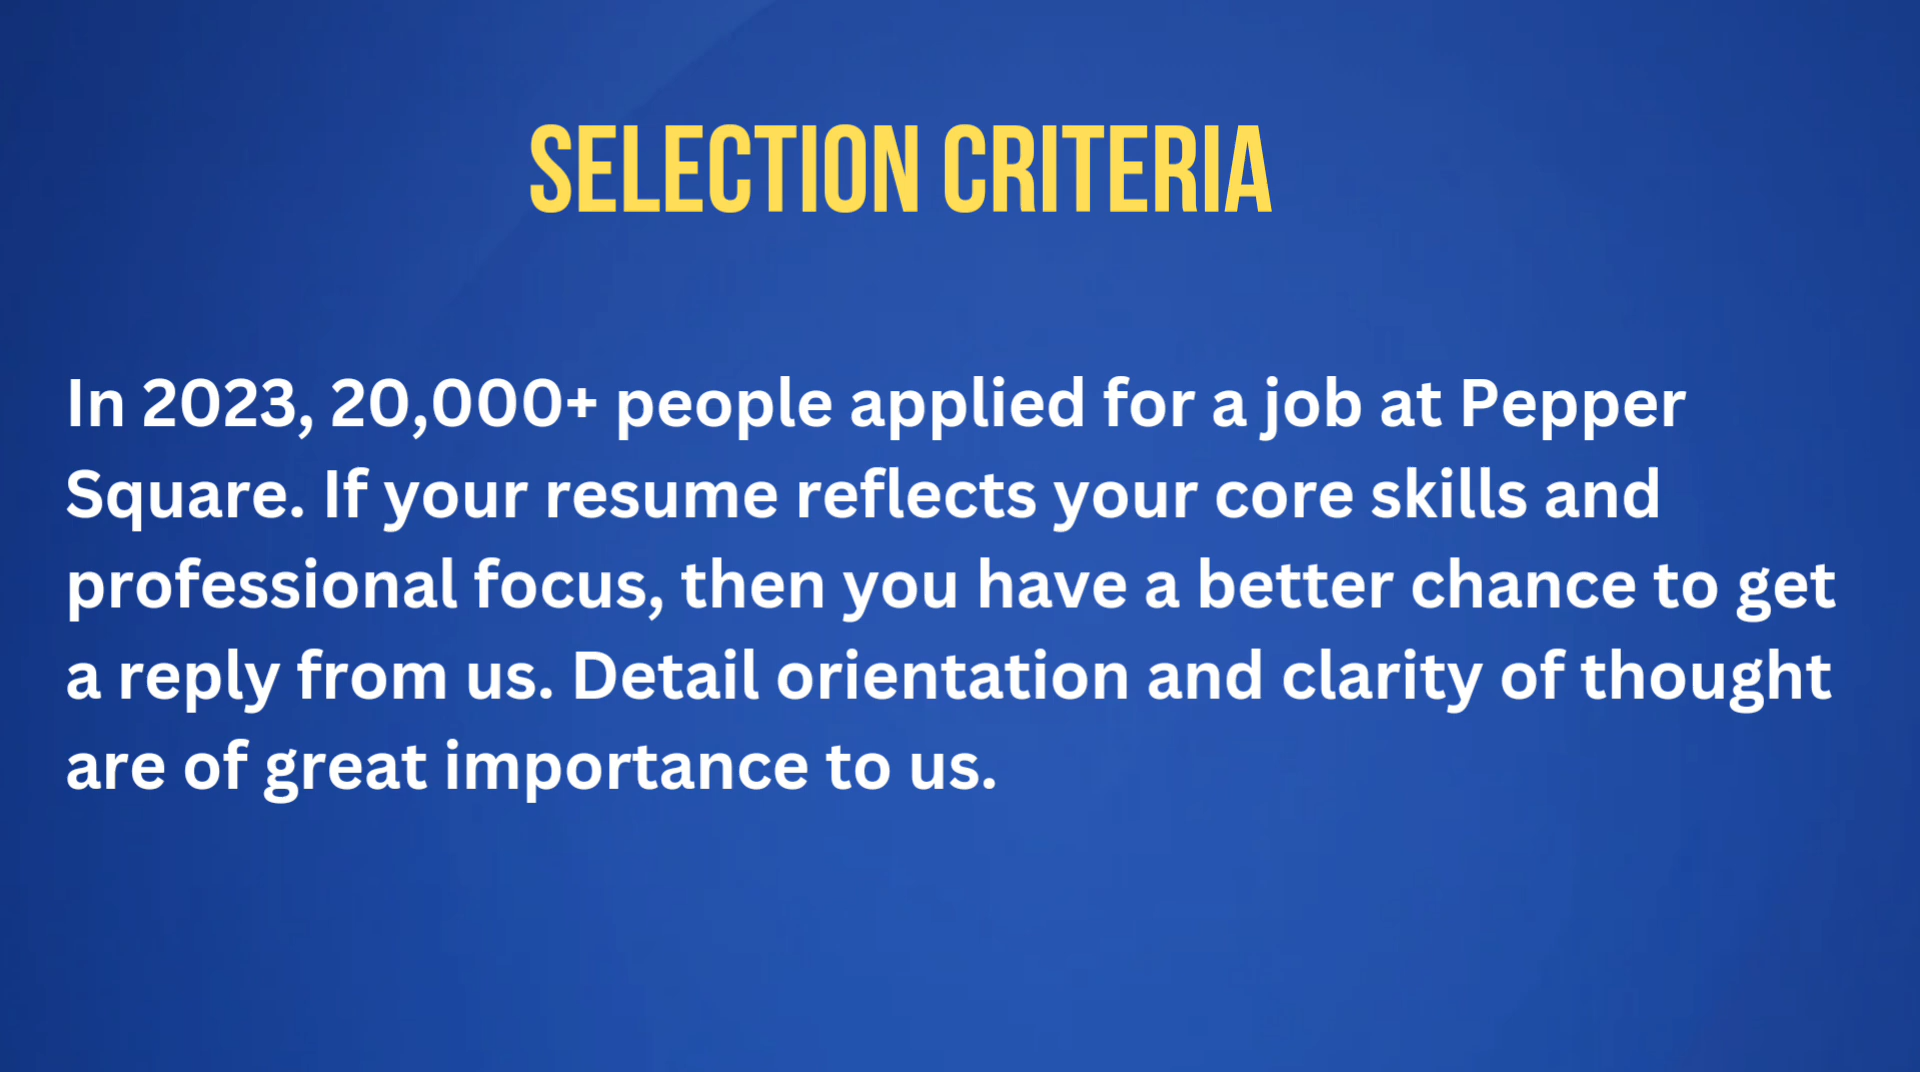 SELECTION CRITERIA
In 2023, 20,000+ people applied for a job at Pepper
Square. If your resume reflects your core skills and
professional focus, then you have a better chance to get
a reply from us. Detail orientation and clarity of thought
are of great importance to us.